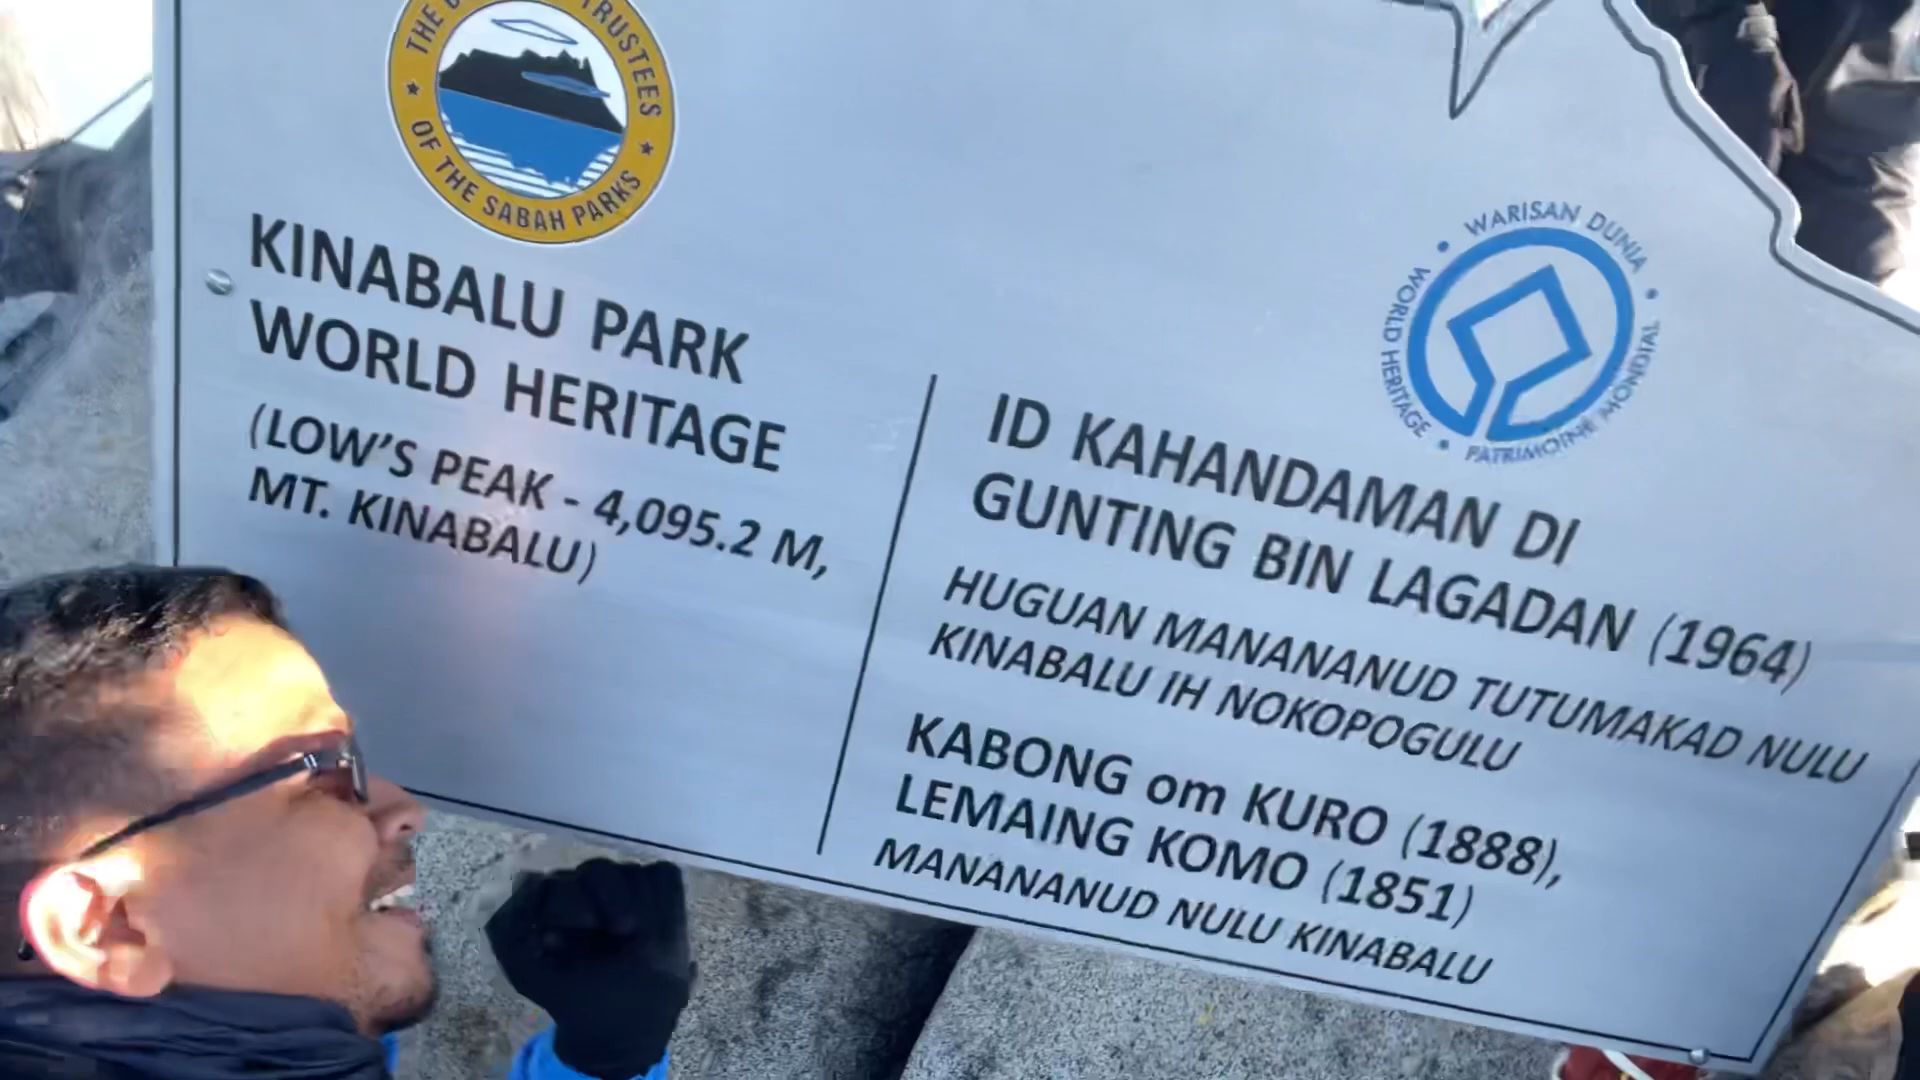 THE B TRUSTEES
OF THE SABAH PARKS
KINABALU PARK
WORLD HERITAGE
(LOW'S PEAK - 4,095.2 M,
MT. KINABALU)
WARISAN DUNIA
WORLD HERITAGE
PATRIMOINE MONDIAL
ID KAHANDAMAN DI
GUNTING BIN LAGADAN (1964)
HUGUAN MANANANUD TUTUMAKAD NULU
KINABALU IH NOKOPOGULU
KABONG om KURO (1888),
LEMAING KOMO (1851)
MANANANUD NULU KINABALU